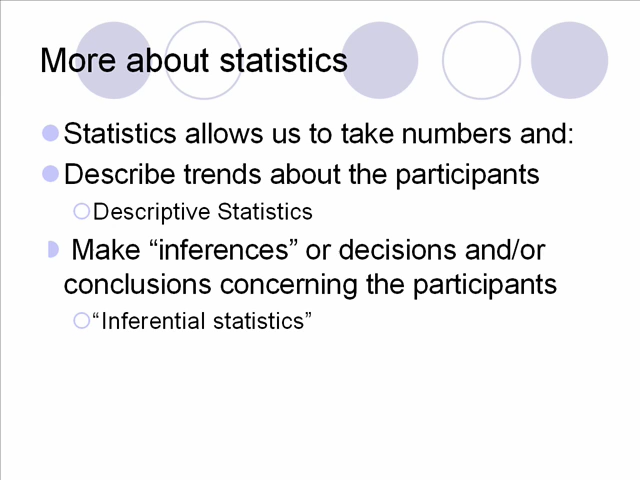 More about statistics
Statistics allows us to take numbers and:
Describe trends about the participants
Descriptive Statistics
Make “inferences” or decisions and/or
conclusions concerning the participants
“Inferential statistics”